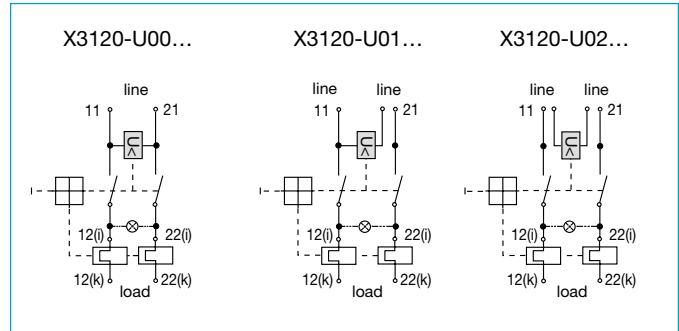 X3120-U00... X3120-U01... X3120-U02...
line line line line line
11 21 11 21 11 21
U< U< U<
12(i) 22(i) 12(i) 22(i) 12(i) 22(i)
12(k) 22(k) 12(k) 22(k) 12(k) 22(k)
load load load